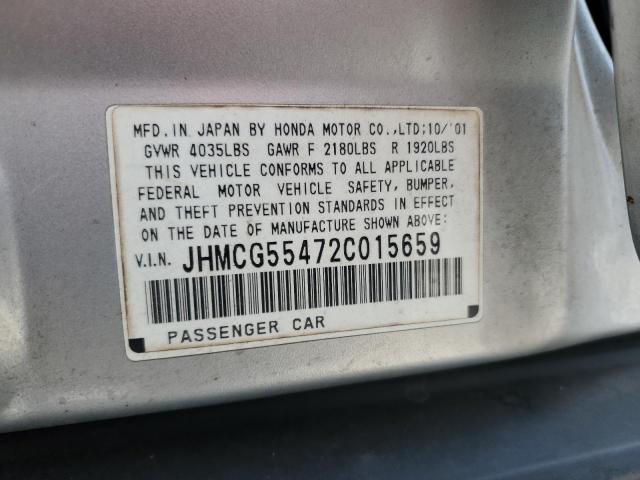 MFD. IN JAPAN BY HONDA MOTOR CO., LTD; 10/'01
GVWR 4035LBS GAWR F 2180LBS R 1920LBS
THIS VEHICLE CONFORMS TO ALL APPLICABLE
FEDERAL MOTOR VEHICLE SAFETY, BUMPER,
AND THEFT PREVENTION STANDARDS IN EFFECT
ON THE DATE OF MANUFACTURE SHOWN ABOVE:
V.I.N. JHMCG55472C015659
PASSENGER CAR